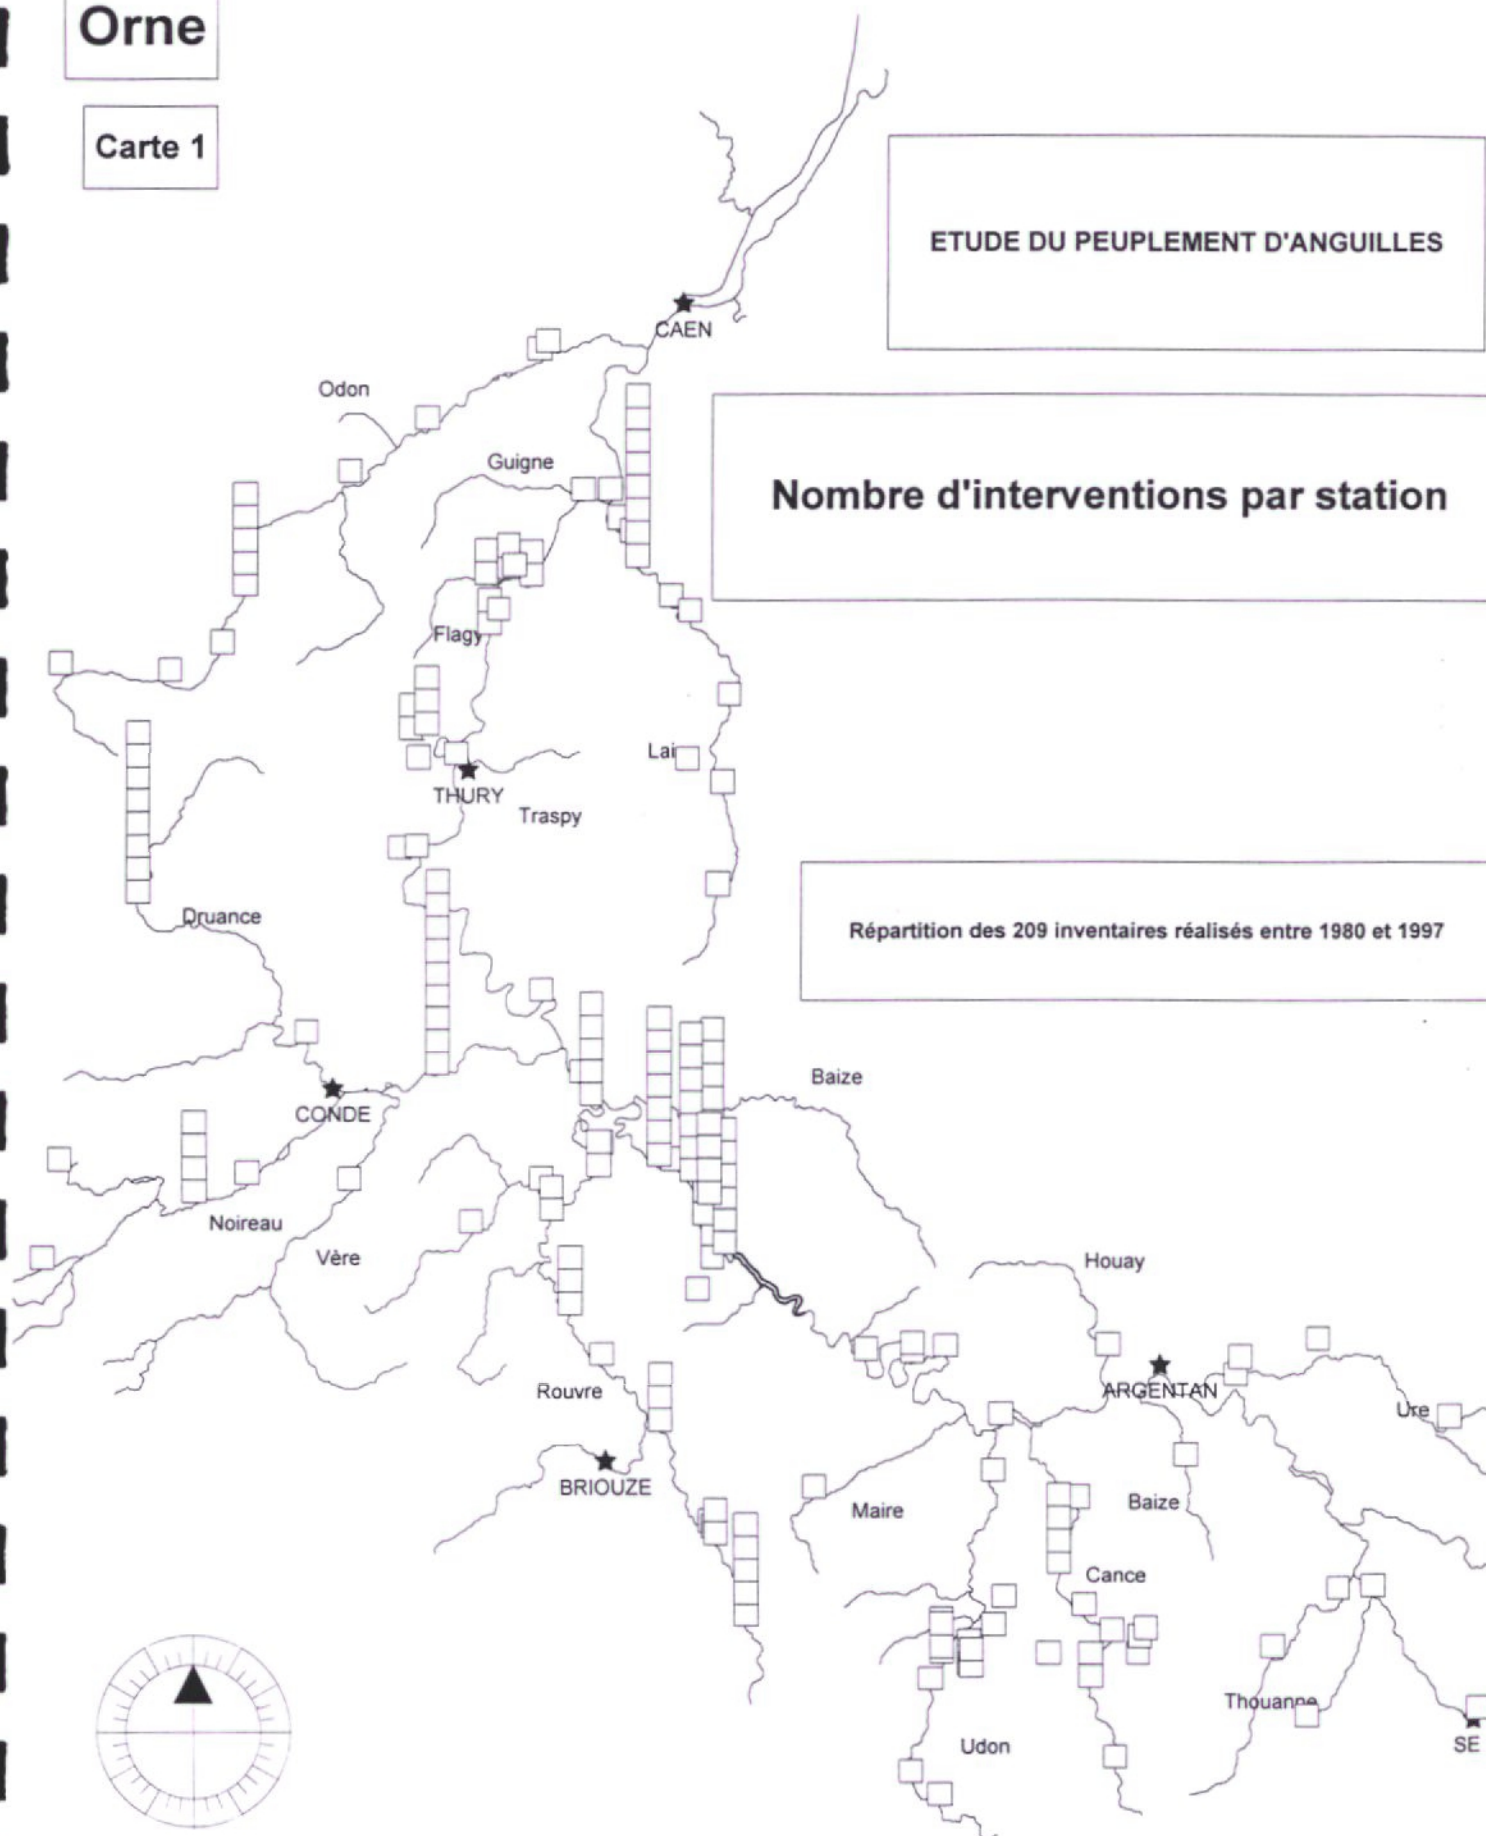 Orne
Carte 1
ETUDE DU PEUPLEMENT D'ANGUILLES
CAEN
Odon
Guigne
Nombre d'interventions par station
Flagy
Lai
THURY
Traspy
Druance
Répartition des 209 inventaires réalisés entre 1980 et 1997
Baize
CONDE
Noireau
Vère
Houay
Rouvre
ARGENTAN
Ure
BRIOUZE
Maire
Baize
Cance
Thouanne
Udon
SE